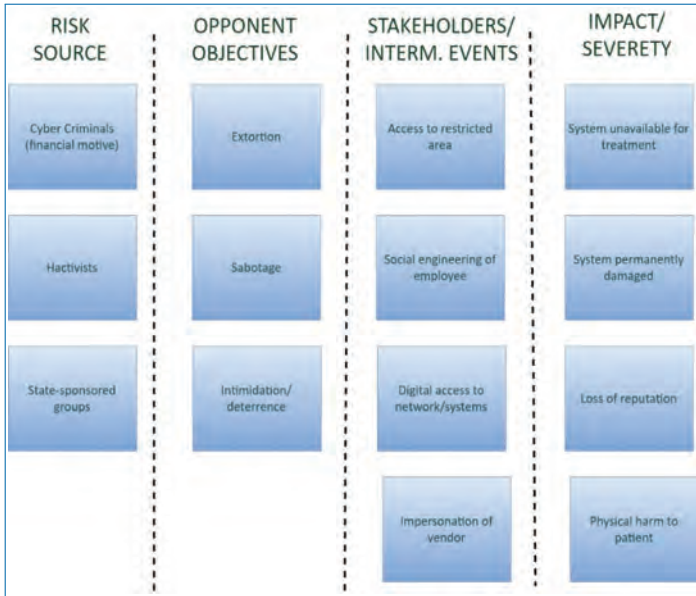 RISK
SOURCE
OPPONENT
OBJECTIVES
STAKEHOLDERS/
INTERM. EVENTS
IMPACT/
SEVERETY
Cyber Criminals
(financial motive)
Extortion
Access to restricted
area
System unavailable for
treatment
Hactivists
Sabotage
Social engineering of
employee
System permanently
damaged
State-sponsored
groups
Intimidation/
deterrence
Digital access to
network/systems
Loss of reputation
Impersonation of
vendor
Physical harm to
patient